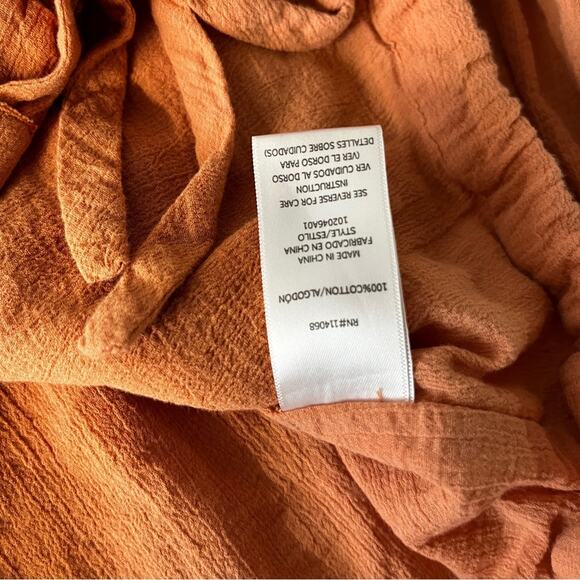 RN#114068
100%COTTON/ALGODÓN
MADE IN CHINA
FABRICADO EN CHINA
STYLE/ESTILO
102046A01
SEE REVERSE FOR CARE
INSTRUCTION
VER CUIDADOS AL DORSO
(VER EL DORSO PARA
DETALLES SOBRE CUIDADOS)